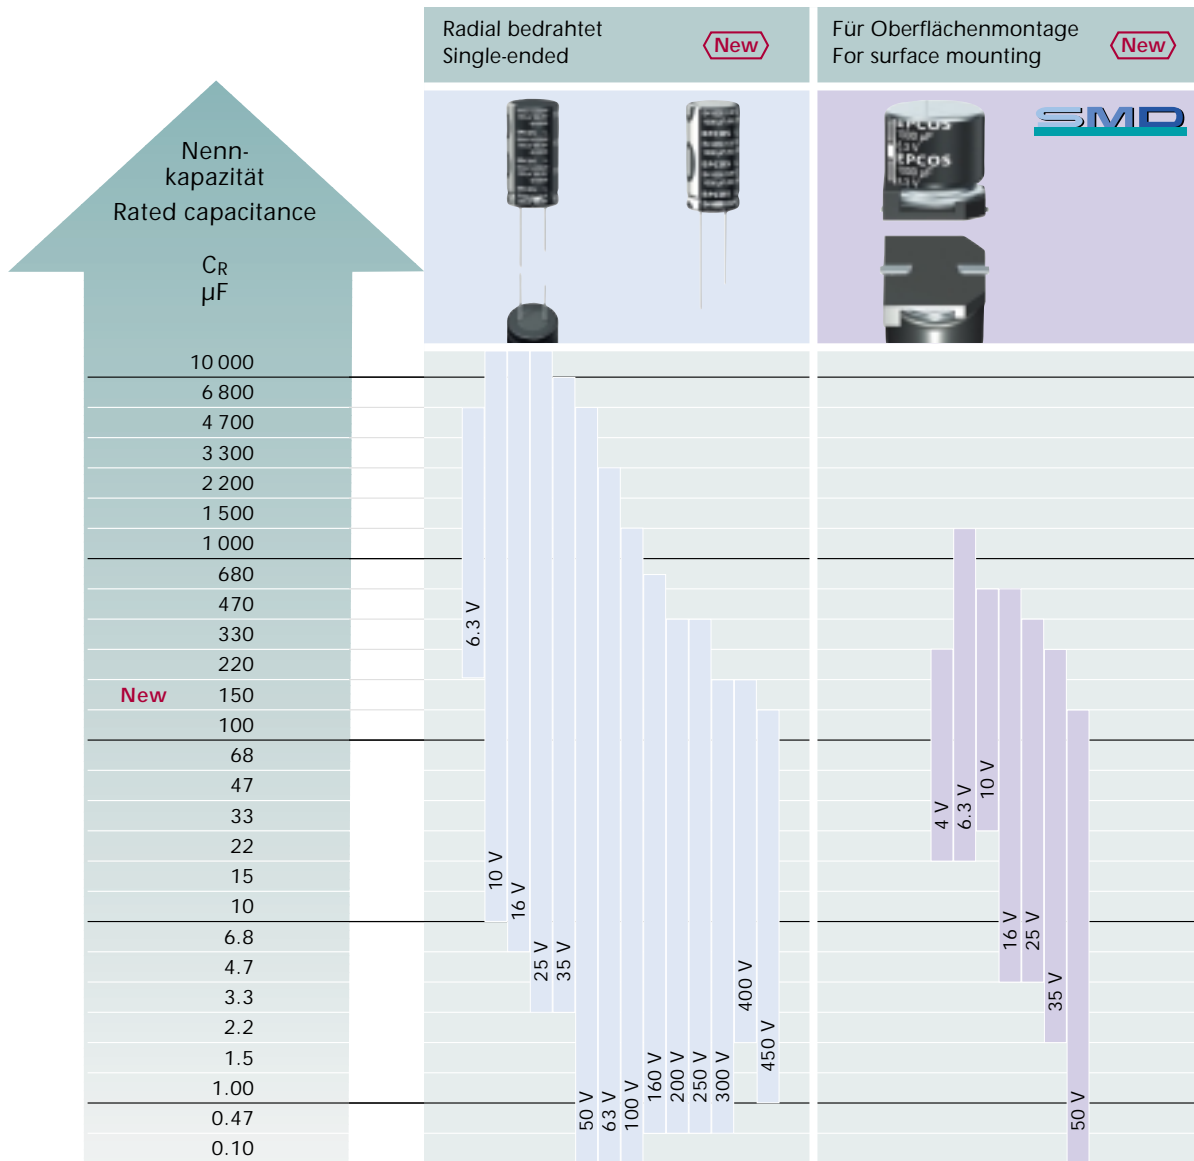 Radial bedrahtet
Single-ended
New
Für Oberflächenmontage
For surface mounting
New
SMD
EPCOS
EPCOS
EPCOS
Nenn-
kapazität
Rated capacitance
CR
µF
10 000
6 800
4 700
3 300
2 200
1 500
1 000
680
470
330
220
New 150
100
68
47
33
22
15
10
6.8
4.7
3.3
2.2
1.5
1.00
0.47
0.10
6.3 V
10 V
16 V
25 V
35 V
50 V
63 V
100 V
160 V
200 V
250 V
300 V
400 V
450 V
4 V
6.3 V
10 V
16 V
25 V
35 V
50 V